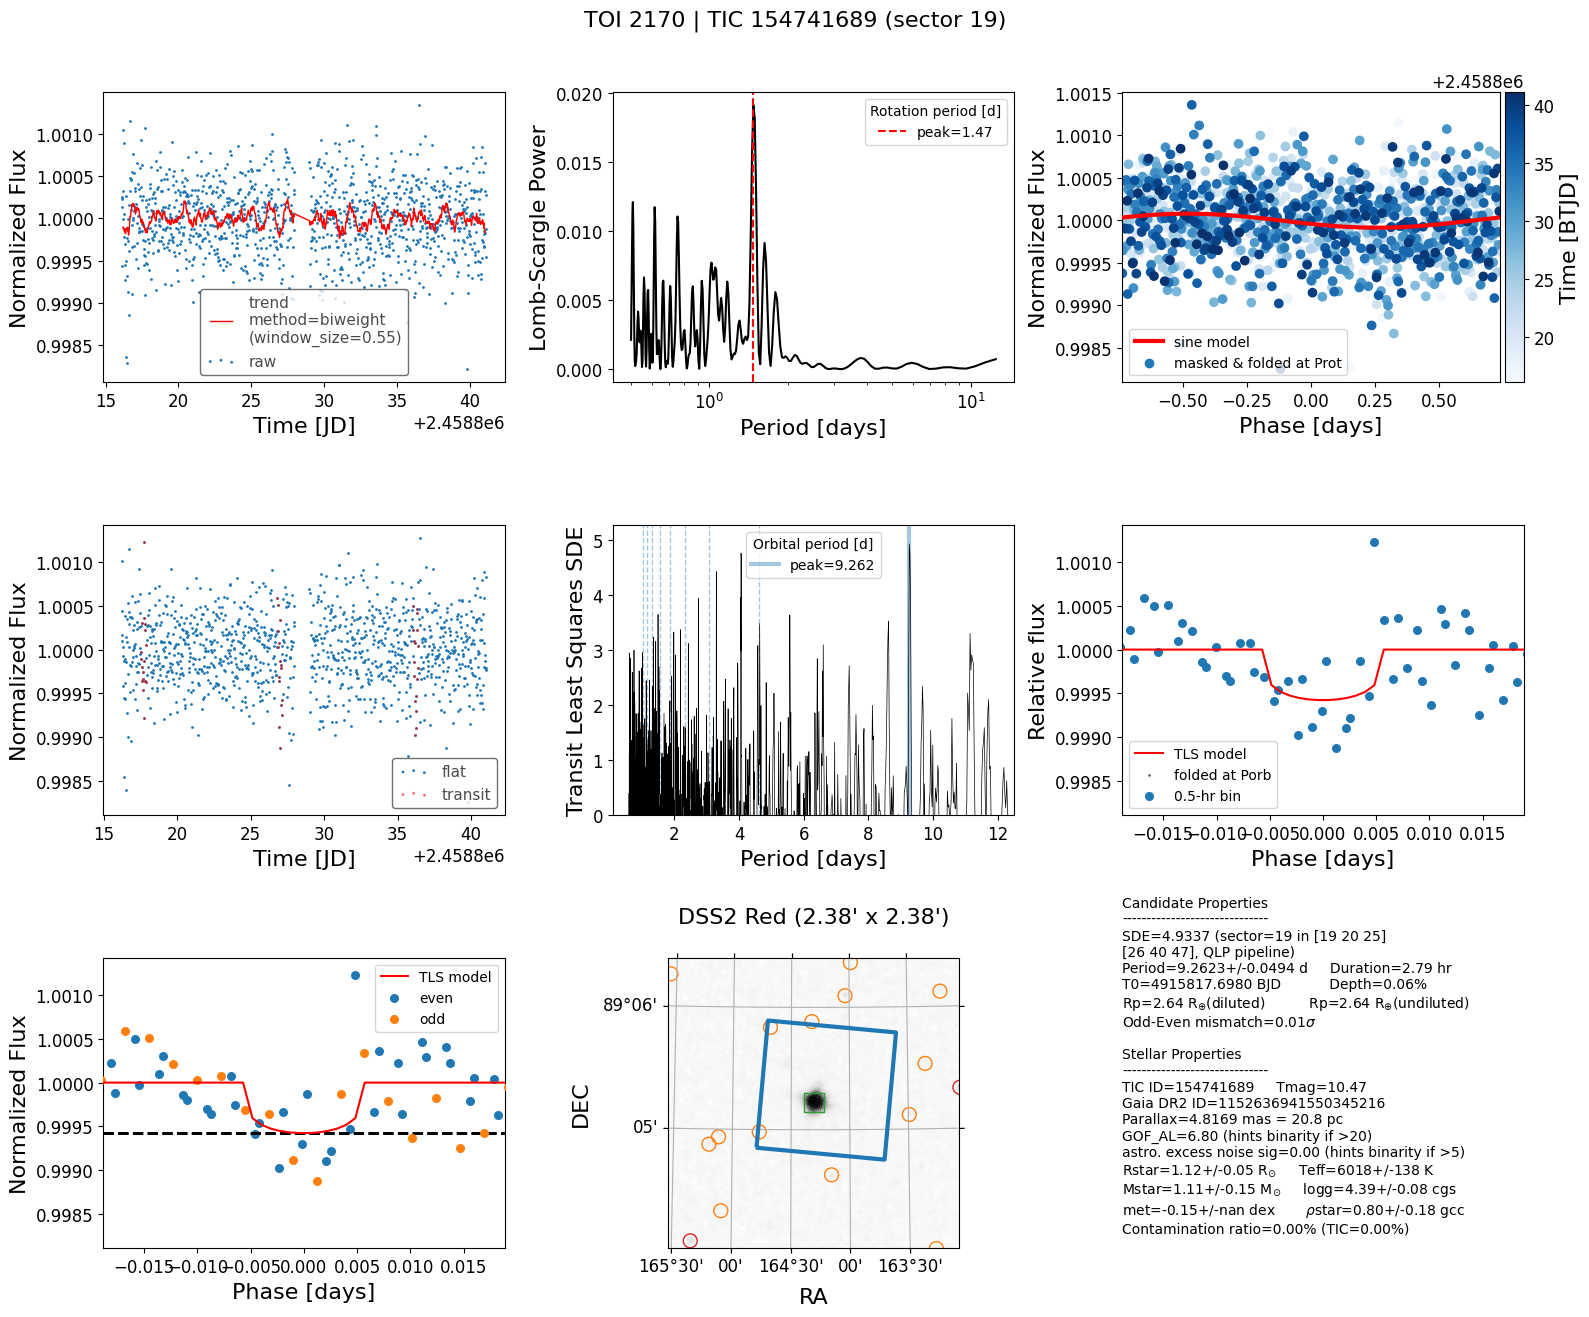 TOI 2170 | TIC 154741689 (sector 19)
Normalized Flux
1.0010
1.0005
1.0000
0.9995
0.9990
0.9985
trend
method=biweight
(window_size=0.55)
raw
15 20 25 30 35 40
Time [JD]
+2.4588e6
Lomb-Scargle Power
0.020
0.015
0.010
0.005
0.000
Rotation period [d]
peak=1.47
10⁰ 10¹
Period [days]
Normalized Flux
1.0015
1.0010
1.0005
1.0000
0.9995
0.9990
0.9985
sine model
masked & folded at Prot
−0.50 −0.25 0.00 0.25 0.50
Phase [days]
+2.4588e6
40
35
30
25
20
Time [BTJD]
Normalized Flux
1.0010
1.0005
1.0000
0.9995
0.9990
0.9985
flat
transit
15 20 25 30 35 40
Time [JD]
+2.4588e6
Transit Least Squares SDE
5
4
3
2
1
0
Orbital period [d]
peak=9.262
2 4 6 8 10 12
Period [days]
Relative flux
1.0010
1.0005
1.0000
0.9995
0.9990
0.9985
TLS model
folded at Porb
0.5-hr bin
−0.015 −0.010 −0.005 0.000 0.005 0.010 0.015
Phase [days]
Normalized Flux
1.0010
1.0005
1.0000
0.9995
0.9990
0.9985
TLS model
even
odd
−0.015 −0.010 −0.005 0.000 0.005 0.010 0.015
Phase [days]
DSS2 Red (2.38' x 2.38')
DEC
89°06'
05'
165°30' 00' 164°30' 00' 163°30'
RA
Candidate Properties
------------------------------
SDE=4.9337 (sector=19 in [19 20 25]
[26 40 47], QLP pipeline)
Period=9.2623+/-0.0494 d Duration=2.79 hr
T0=4915817.6980 BJD Depth=0.06%
Rp=2.64 R⊕(diluted) Rp=2.64 R⊕(undiluted)
Odd-Even mismatch=0.01σ
Stellar Properties
------------------------------
TIC ID=154741689 Tmag=10.47
Gaia DR2 ID=1152636941550345216
Parallax=4.8169 mas = 20.8 pc
GOF_AL=6.80 (hints binarity if >20)
astro. excess noise sig=0.00 (hints binarity if >5)
Rstar=1.12+/-0.05 R⊙ Teff=6018+/-138 K
Mstar=1.11+/-0.15 M⊙ logg=4.39+/-0.08 cgs
met=-0.15+/-nan dex ρstar=0.80+/-0.18 gcc
Contamination ratio=0.00% (TIC=0.00%)